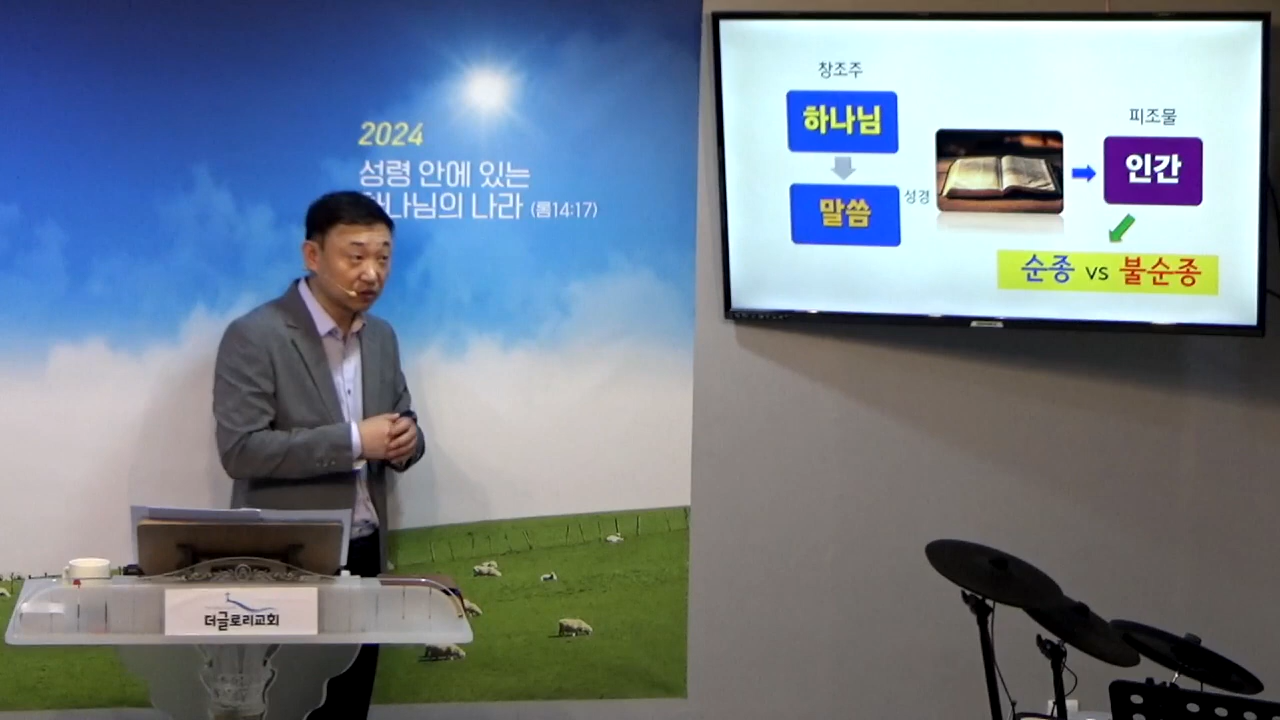 2024
성령 안에 있는
하나님의 나라 (롬14:17)
더글로리교회
창조주
하나님
말씀
성경
피조물
인간
순종 vs 불순종